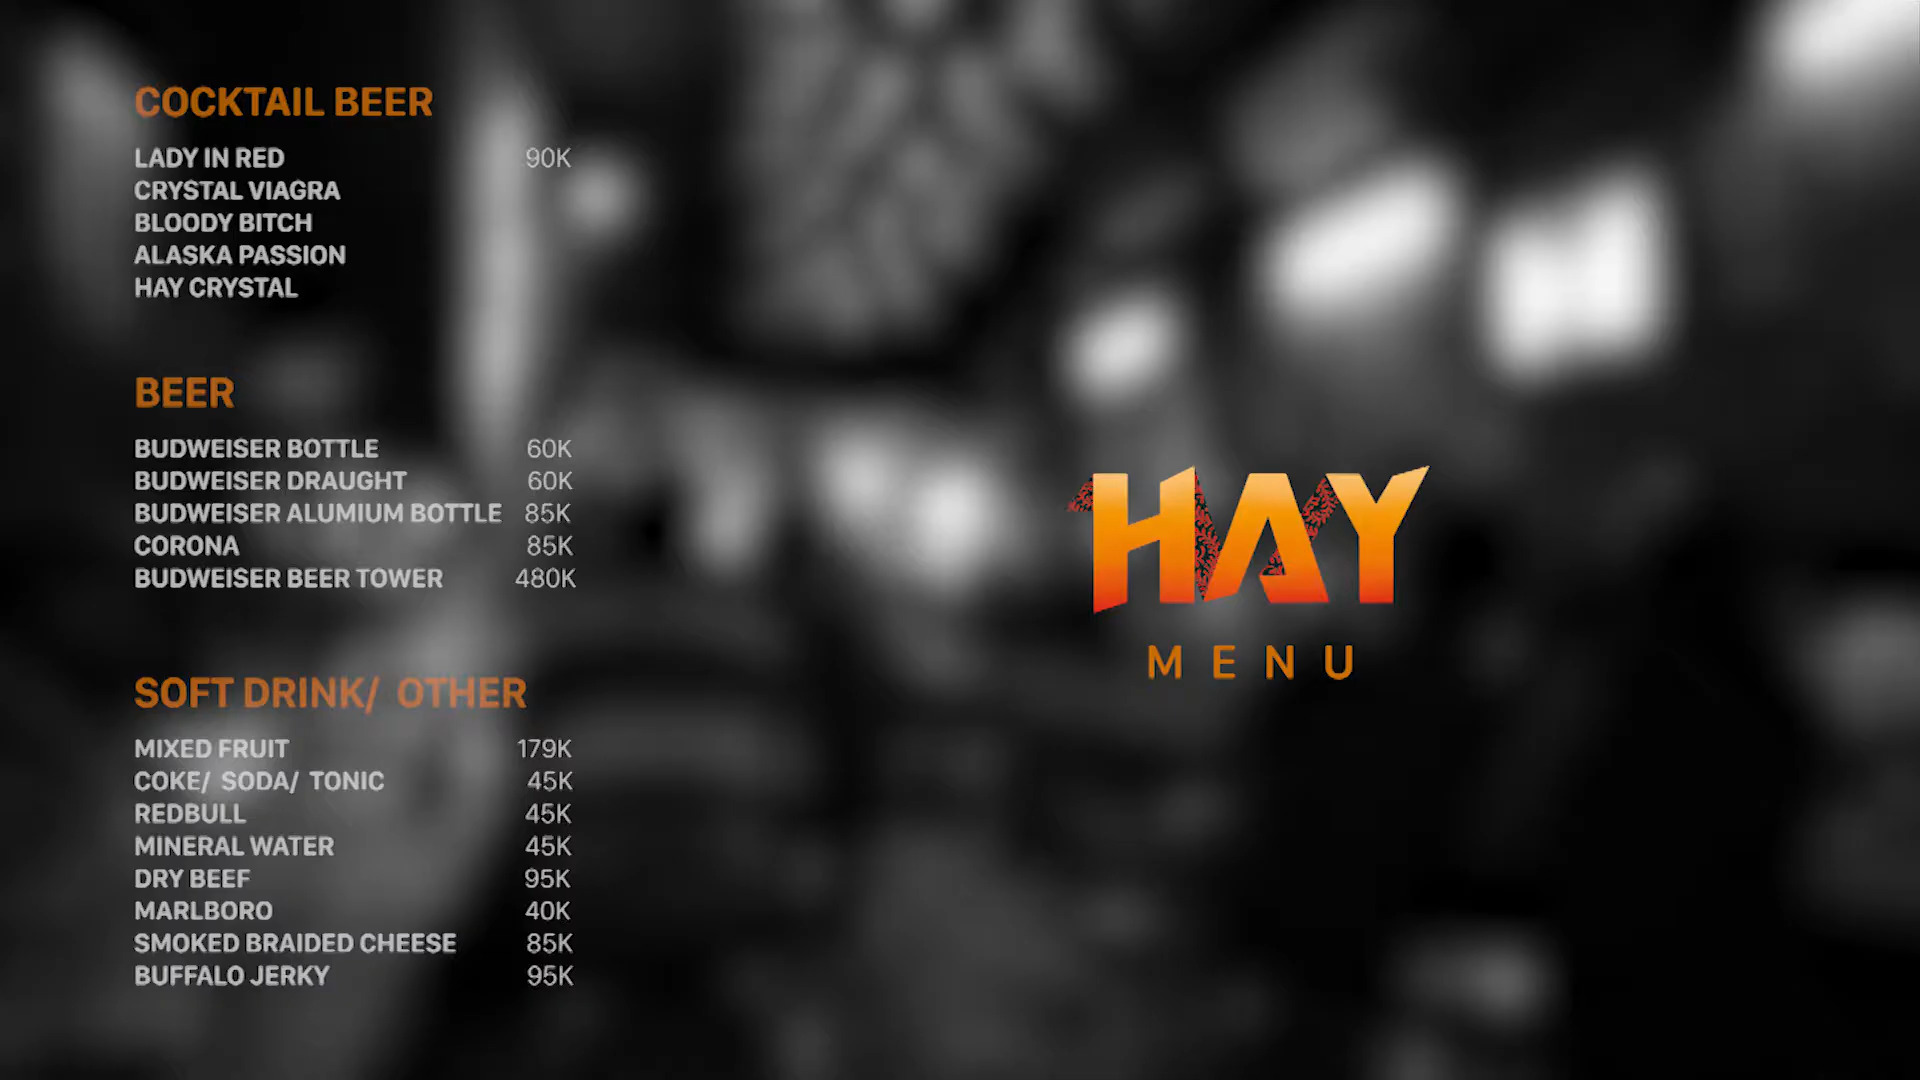 COCKTAIL BEER
LADY IN RED 90K
CRYSTAL VIAGRA
BLOODY BITCH
ALASKA PASSION
HAY CRYSTAL
BEER
BUDWEISER BOTTLE 60K
BUDWEISER DRAUGHT 60K
BUDWEISER ALUMIUM BOTTLE 85K
CORONA 85K
BUDWEISER BEER TOWER 480K
SOFT DRINK/ OTHER
MIXED FRUIT 179K
COKE/ SODA/ TONIC 45K
REDBULL 45K
MINERAL WATER 45K
DRY BEEF 95K
MARLBORO 40K
SMOKED BRAIDED CHEESE 85K
BUFFALO JERKY 95K
HAY
MENU